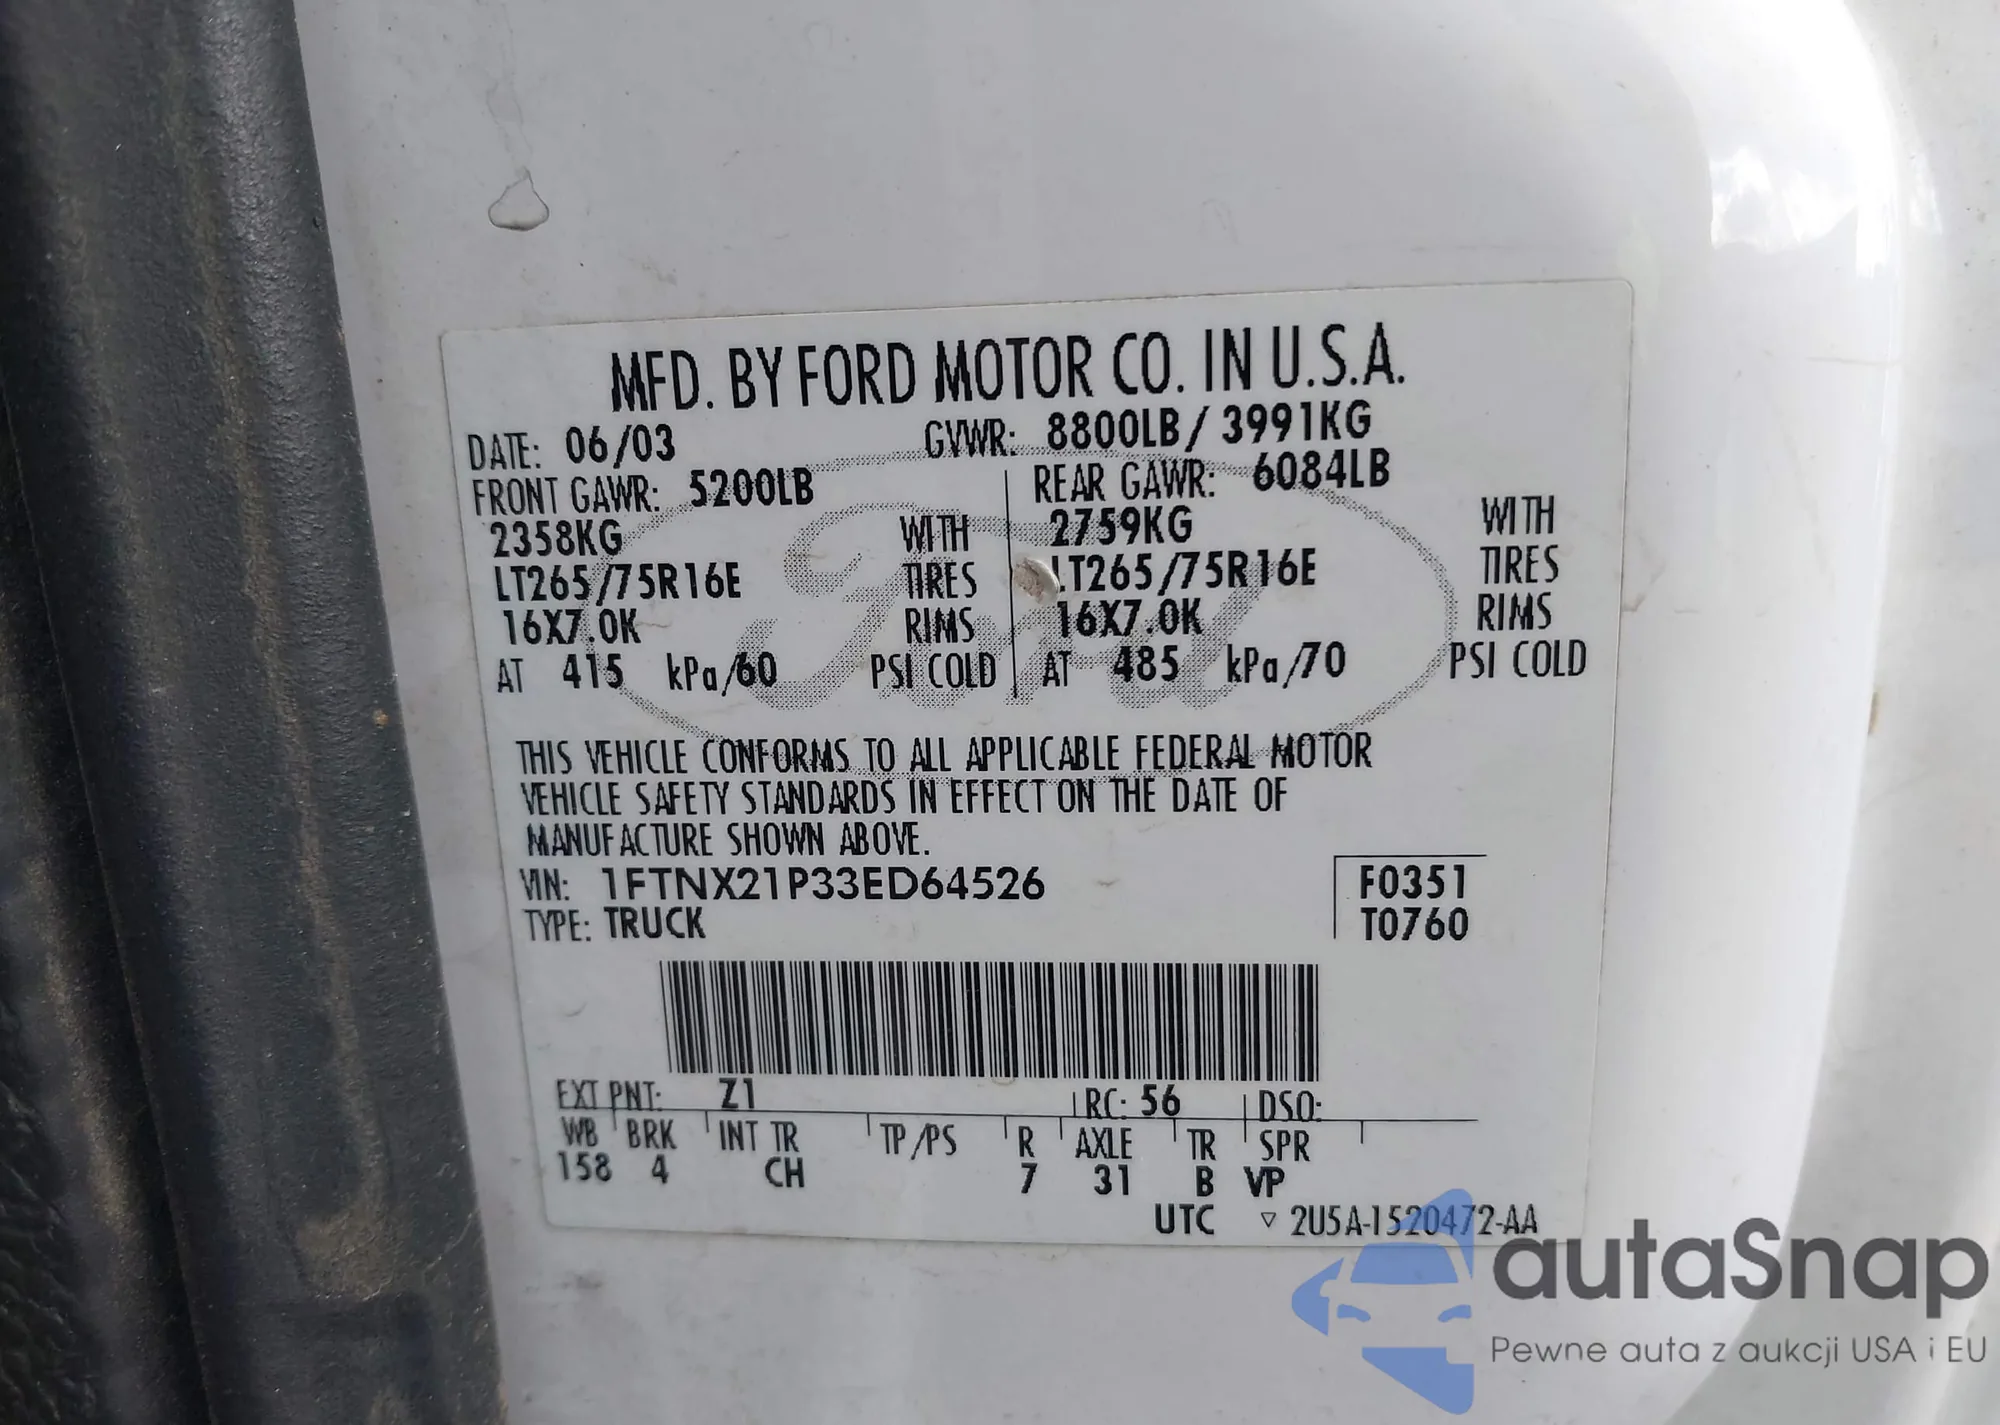 MFD. BY FORD MOTOR CO. IN U.S.A.
DATE: 06/03 GVWR: 8800LB/ 3991KG
FRONT GAWR: 5200LB REAR GAWR: 6084LB
2358KG WITH 2759KG WITH
LT265/75R16E TIRES LT265/75R16E TIRES
16X7.0K RIMS 16X7.0K RIMS
AT 415 kPa/60 PSI COLD AT 485 kPa/70 PSI COLD
Ford
THIS VEHICLE CONFORMS TO ALL APPLICABLE FEDERAL MOTOR
VEHICLE SAFETY STANDARDS IN EFFECT ON THE DATE OF
MANUFACTURE SHOWN ABOVE.
VIN: 1FTNX21P33ED64526 F0351
TYPE: TRUCK T0760
EXT PNT: Z1 RC: 56 DSO:
WB BRK INT TR TP/PS R AXLE TR SPR
158 4 CH 7 31 B VP
UTC ▽ 2U5A-1520472-AA
autaSnap
Pewne auta z aukcji USA i EU